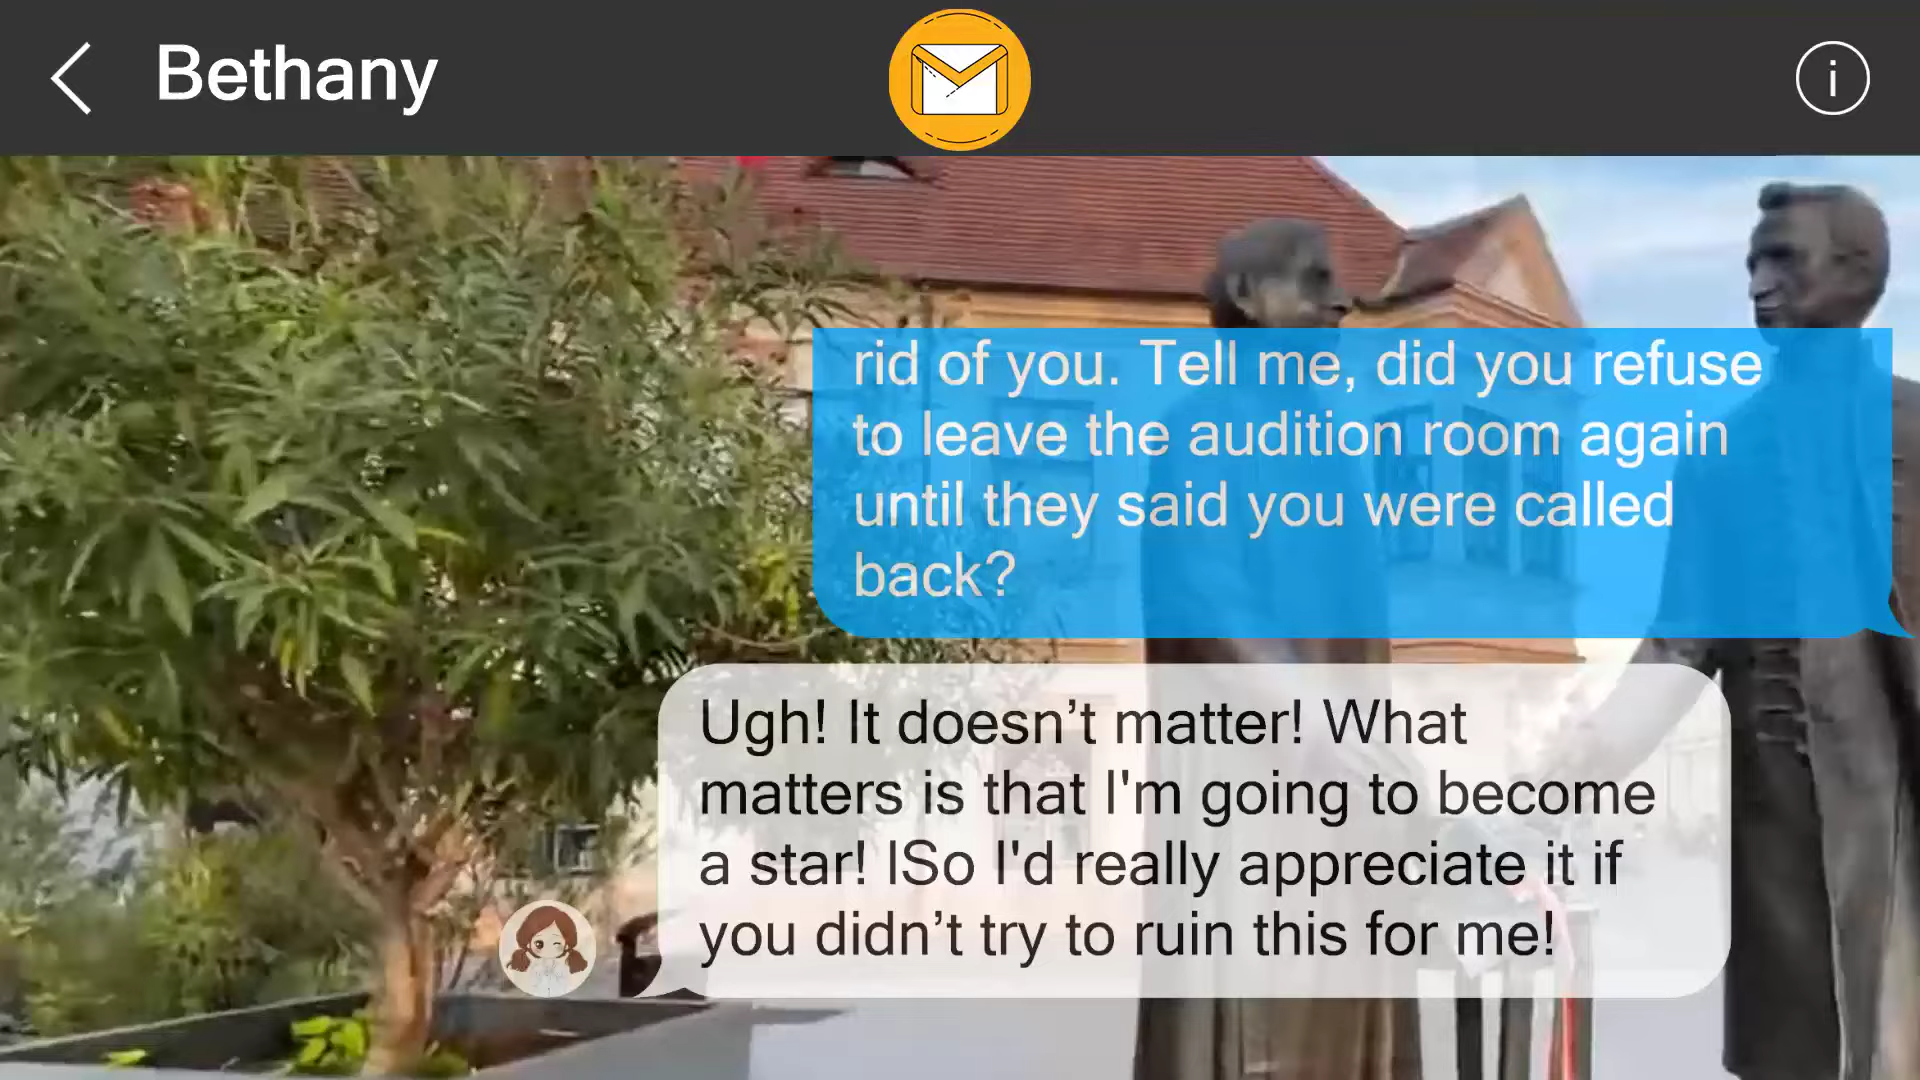 Bethany
i
rid of you. Tell me, did you refuse
to leave the audition room again
until they said you were called
back?
Ugh! It doesn’t matter! What
matters is that I'm going to become
a star! ISo I'd really appreciate it if
you didn’t try to ruin this for me!